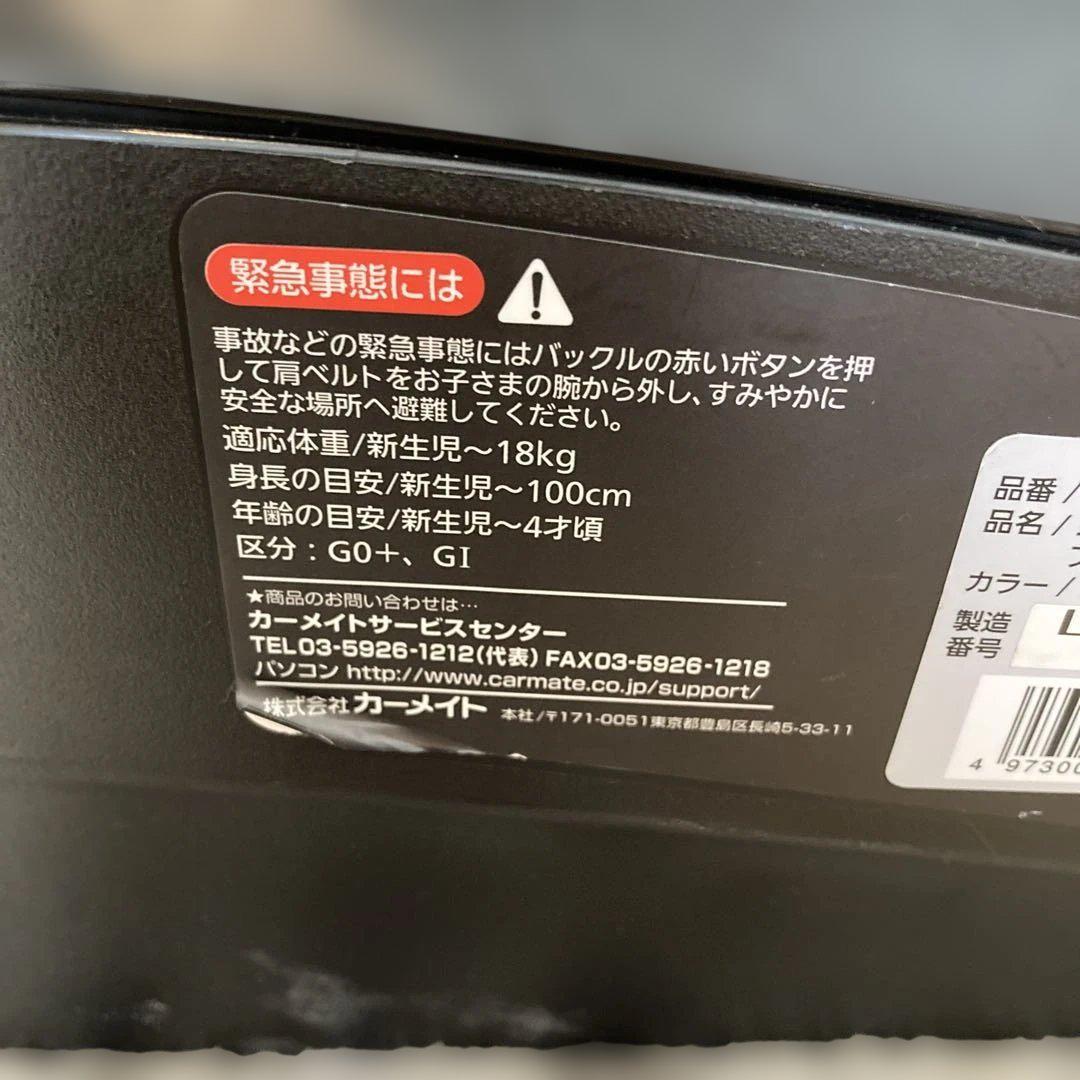 緊急事態には
事故などの緊急事態にはバックルの赤いボタンを押
して肩ベルトをお子さまの腕から外し、すみやかに
安全な場所へ避難してください。
適応体重/新生児～18kg
身長の目安/新生児～100cm
年齢の目安/新生児～4才頃
区分：G0＋、GI
★商品のお問い合わせは…
カーメイトサービスセンター
TEL03-5926-1212(代表) FAX03-5926-1218
パソコン http://www.carmate.co.jp/support/
株式会社カーメイト 本社/〒171-0051東京都豊島区長崎5-33-11
品番 /
品名 /
カラー /
製造
番号
L
4 97300